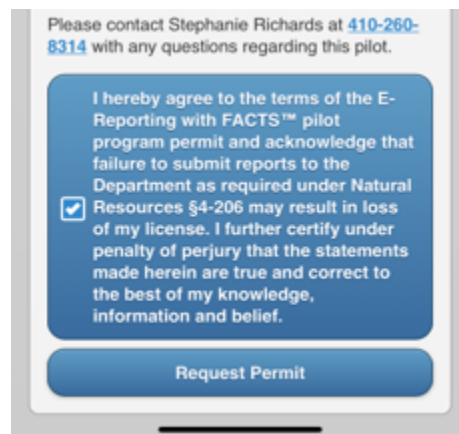 Please contact Stephanie Richards at 410-260-
8314 with any questions regarding this pilot.
I hereby agree to the terms of the E-
Reporting with FACTS™ pilot
program permit and acknowledge that
failure to submit reports to the
Department as required under Natural
Resources §4-206 may result in loss
of my license. I further certify under
penalty of perjury that the statements
made herein are true and correct to
the best of my knowledge,
information and belief.
Request Permit